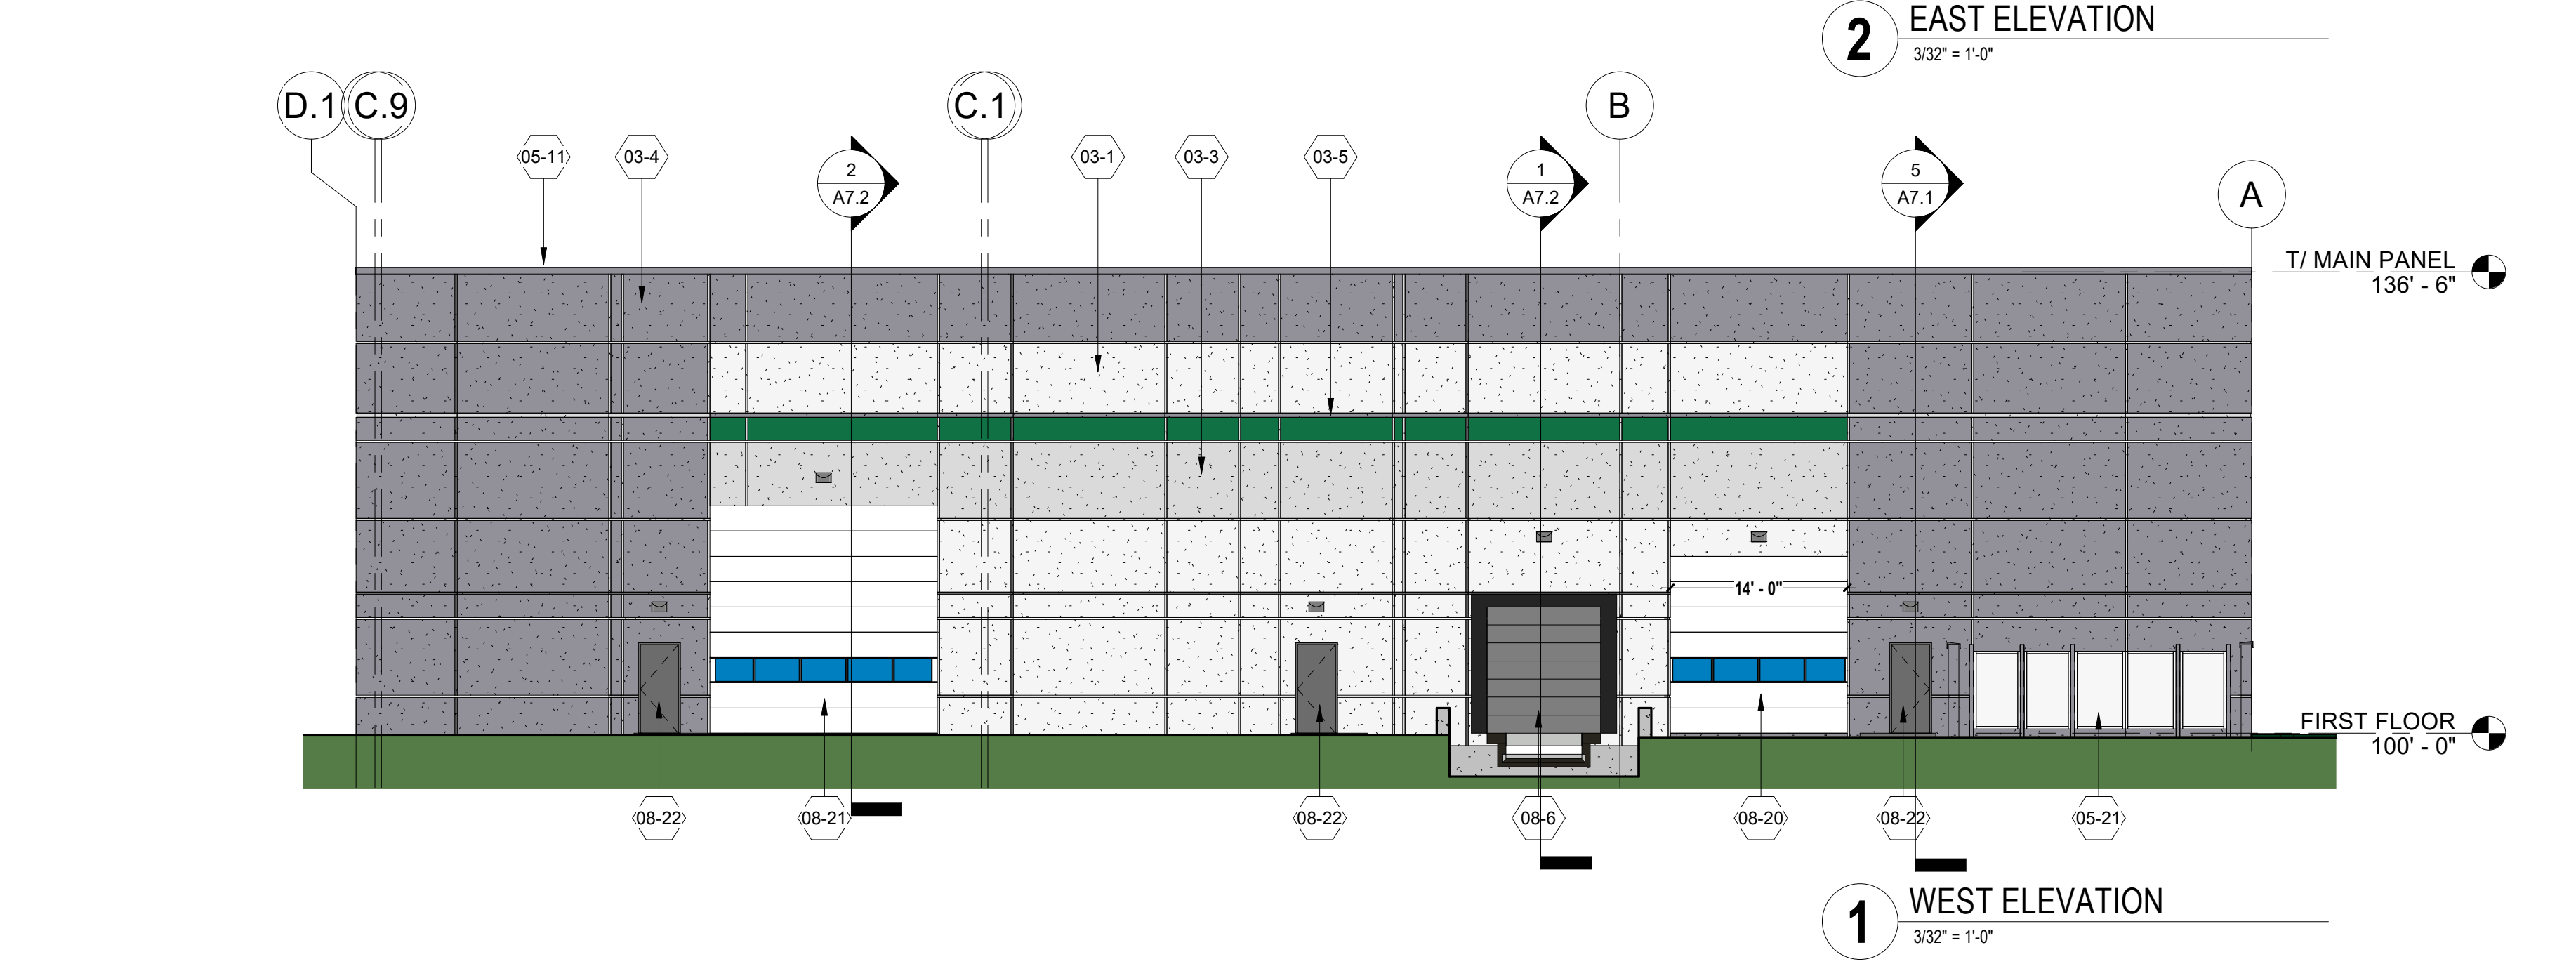 2
EAST ELEVATION
3/32" = 1'-0"
D.1
C.9
C.1
B
A
05-11
03-4
2
A7.2
03-1
03-3
03-5
1
A7.2
5
A7.1
T/ MAIN PANEL
136' - 6"
14' - 0"
FIRST FLOOR
100' - 0"
08-22
08-21
08-22
08-6
08-20
08-22
05-21
1
WEST ELEVATION
3/32" = 1'-0"